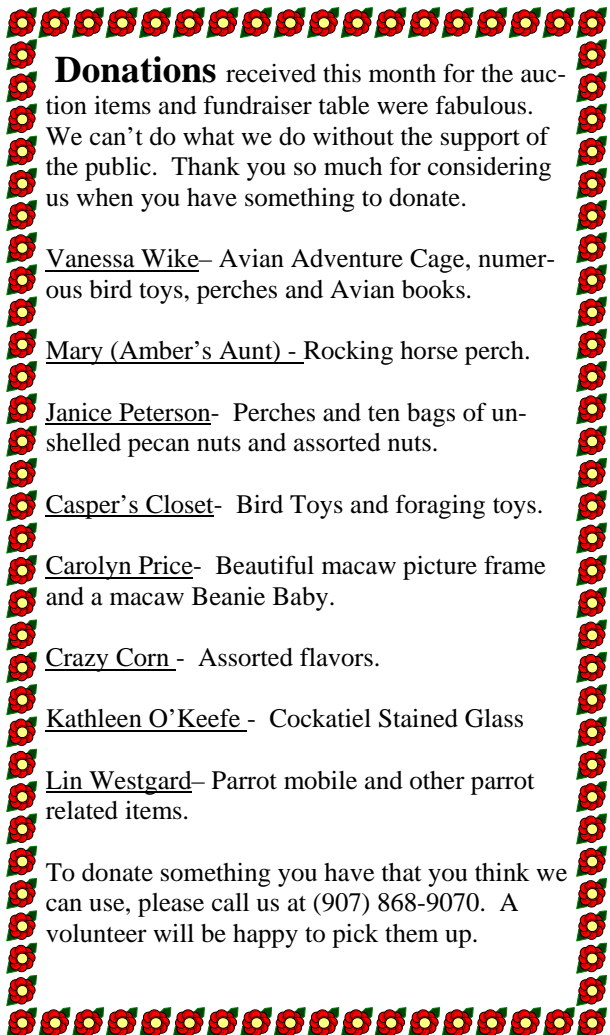 Donations received this month for the auc-
tion items and fundraiser table were fabulous.
We can’t do what we do without the support of
the public.  Thank you so much for considering
us when you have something to donate.
Vanessa Wike– Avian Adventure Cage, numer-
ous bird toys, perches and Avian books.
Mary (Amber’s Aunt) - Rocking horse perch.
Janice Peterson-  Perches and ten bags of un-
shelled pecan nuts and assorted nuts.
Casper’s Closet-  Bird Toys and foraging toys.
Carolyn Price-  Beautiful macaw picture frame
and a macaw Beanie Baby.
Crazy Corn -  Assorted flavors.
Kathleen O’Keefe -  Cockatiel Stained Glass
Lin Westgard– Parrot mobile and other parrot
related items.
To donate something you have that you think we
can use, please call us at (907) 868-9070.  A
volunteer will be happy to pick them up.